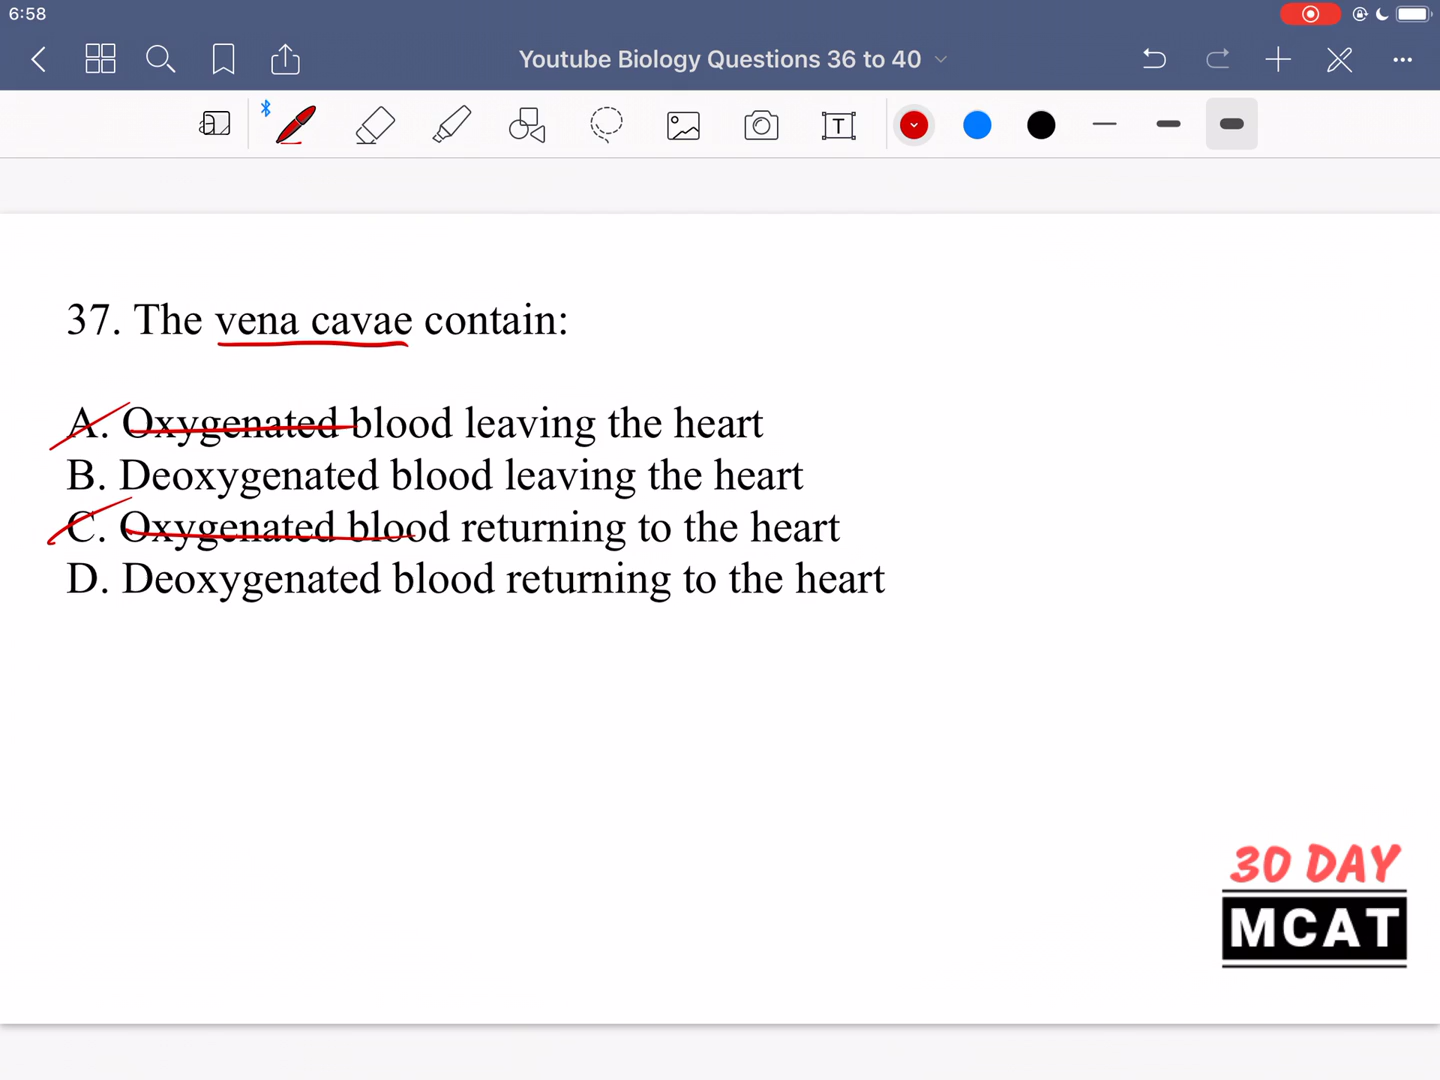 6:58
Youtube Biology Questions 36 to 40
T
37. The vena cavae contain:
A. Oxygenated blood leaving the heart
B. Deoxygenated blood leaving the heart
C. Oxygenated blood returning to the heart
D. Deoxygenated blood returning to the heart
30 DAY
MCAT